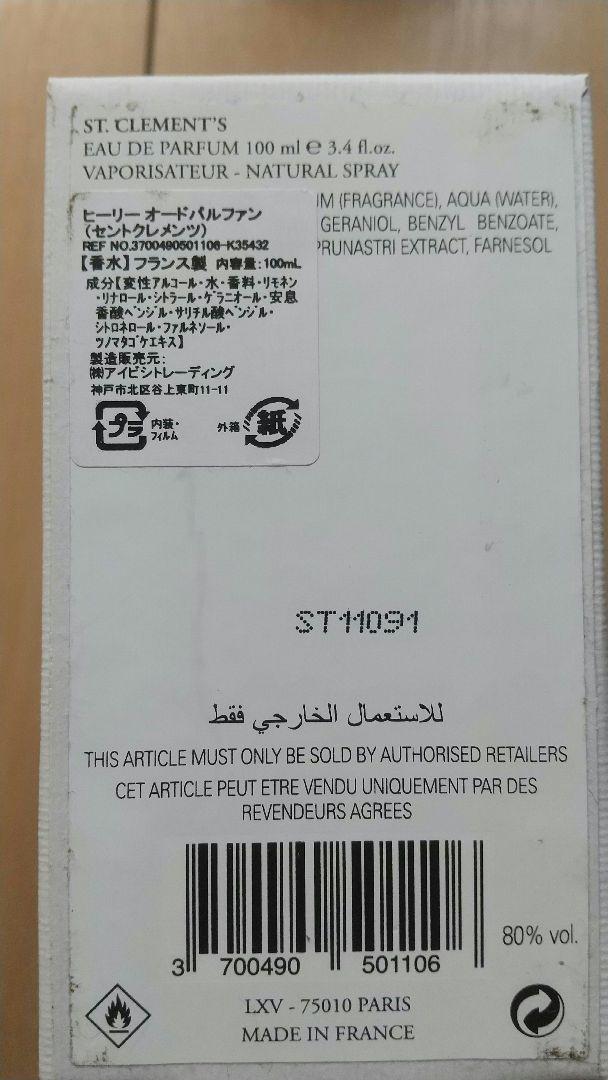 ST. CLEMENT'S
EAU DE PARFUM 100 ml ℮ 3.4 fl.oz.
VAPORISATEUR - NATURAL SPRAY
(FRAGRANCE), AQUA (WATER),
GERANIOL, BENZYL BENZOATE,
PRUNASTRI EXTRACT, FARNESOL
ヒーリー オードパルファン
(セントクレメンツ)
REF NO.3700490501106-K35432
【香水】フランス製 内容量:100mL
成分【変性アルコール・水・香料・リモネン
・リナロール・シトラール・ゲラニオール・安息
香酸ベンジル・サリチル酸ベンジル・
シトロネロール・ファルネソール・
ツノマタゴケエキス】
製造販売元:
㈱アイビシトレーディング
神戸市北区谷上東町11-11
プラ 内装・フィルム 外箱 紙
ST11091
للاستعمال الخارجي فقط
THIS ARTICLE MUST ONLY BE SOLD BY AUTHORISED RETAILERS
CET ARTICLE PEUT ETRE VENDU UNIQUEMENT PAR DES
REVENDEURS AGREES
80% vol.
3 700490 501106
LXV - 75010 PARIS
MADE IN FRANCE